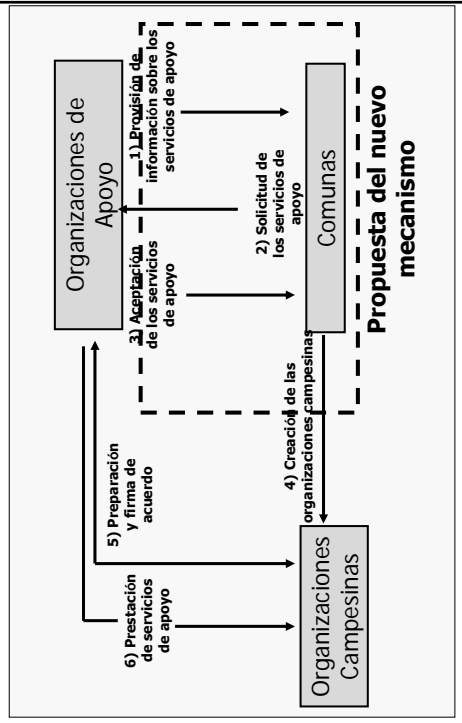 Organizaciones de
Apoyo
1) Provisión de
información sobre los
servicios de apoyo
2) Solicitud de
los servicios de
apoyo
3) Aceptación
de los servicios
de apoyo
Comunas
Propuesta del nuevo
mecanismo
4) Creación de las
organizaciones campesinas
5) Preparación
y firma de
acuerdo
6) Prestación
de servicios
de apoyo
Organizaciones
Campesinas